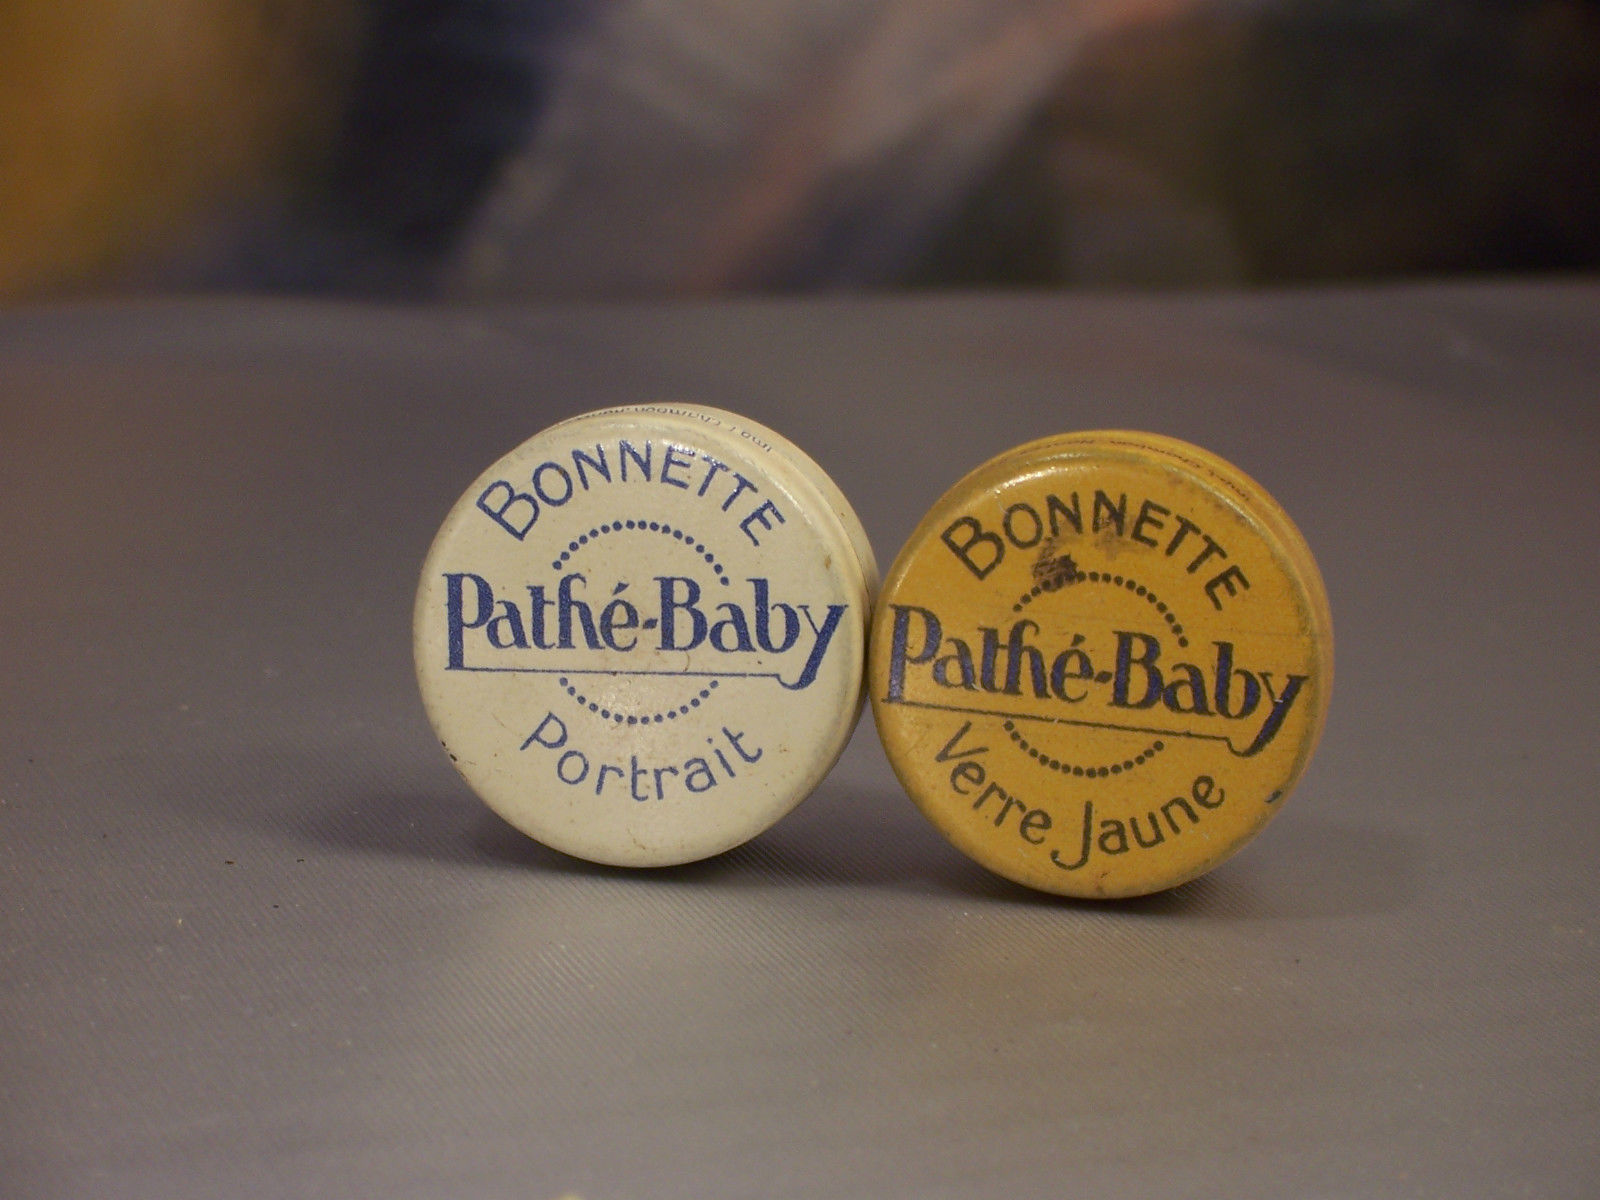 BONNETTE
Pathé-Baby
Portrait
BONNETTE
Pathé-Baby
Verre Jaune